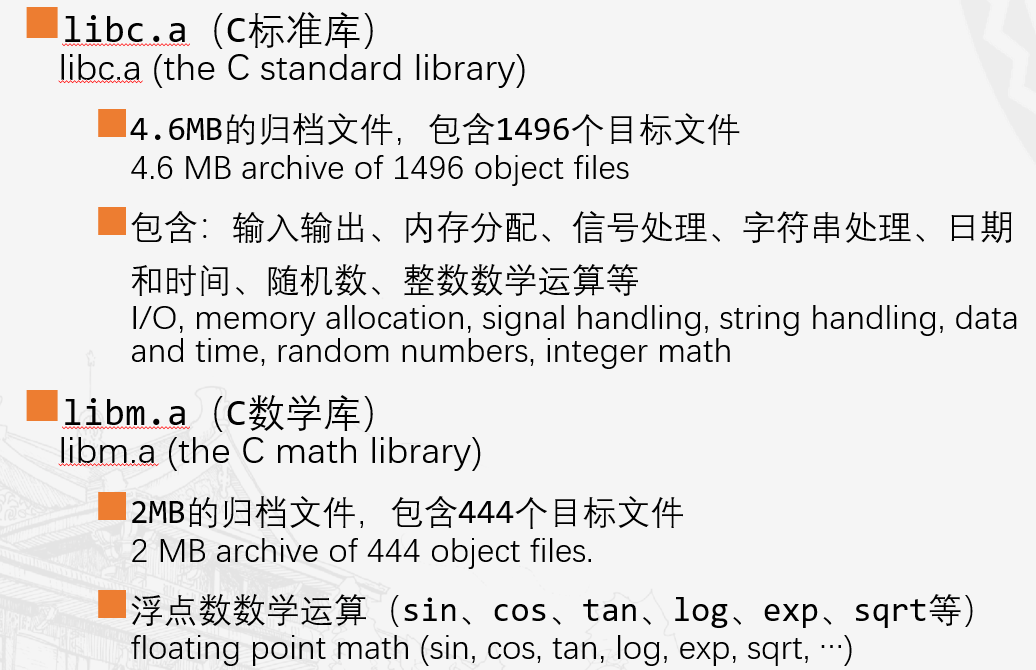 libc.a（C标准库）
libc.a (the C standard library)
4.6MB的归档文件，包含1496个目标文件
4.6 MB archive of 1496 object files
包含：输入输出、内存分配、信号处理、字符串处理、日期
和时间、随机数、整数数学运算等
I/O, memory allocation, signal handling, string handling, data
and time, random numbers, integer math
libm.a（C数学库）
libm.a (the C math library)
2MB的归档文件，包含444个目标文件
2 MB archive of 444 object files.
浮点数数学运算（sin、cos、tan、log、exp、sqrt等）
floating point math (sin, cos, tan, log, exp, sqrt, …)